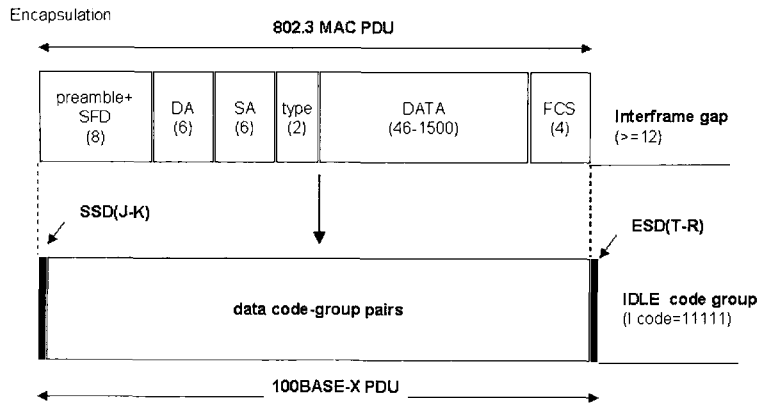 Encapsulation
802.3 MAC PDU
preamble+
SFD
(8)
DA
(6)
SA
(6)
type
(2)
DATA
(46-1500)
FCS
(4)
Interframe gap
(>=12)
SSD(J-K)
ESD(T-R)
data code-group pairs
IDLE code group
(I code=11111)
100BASE-X PDU